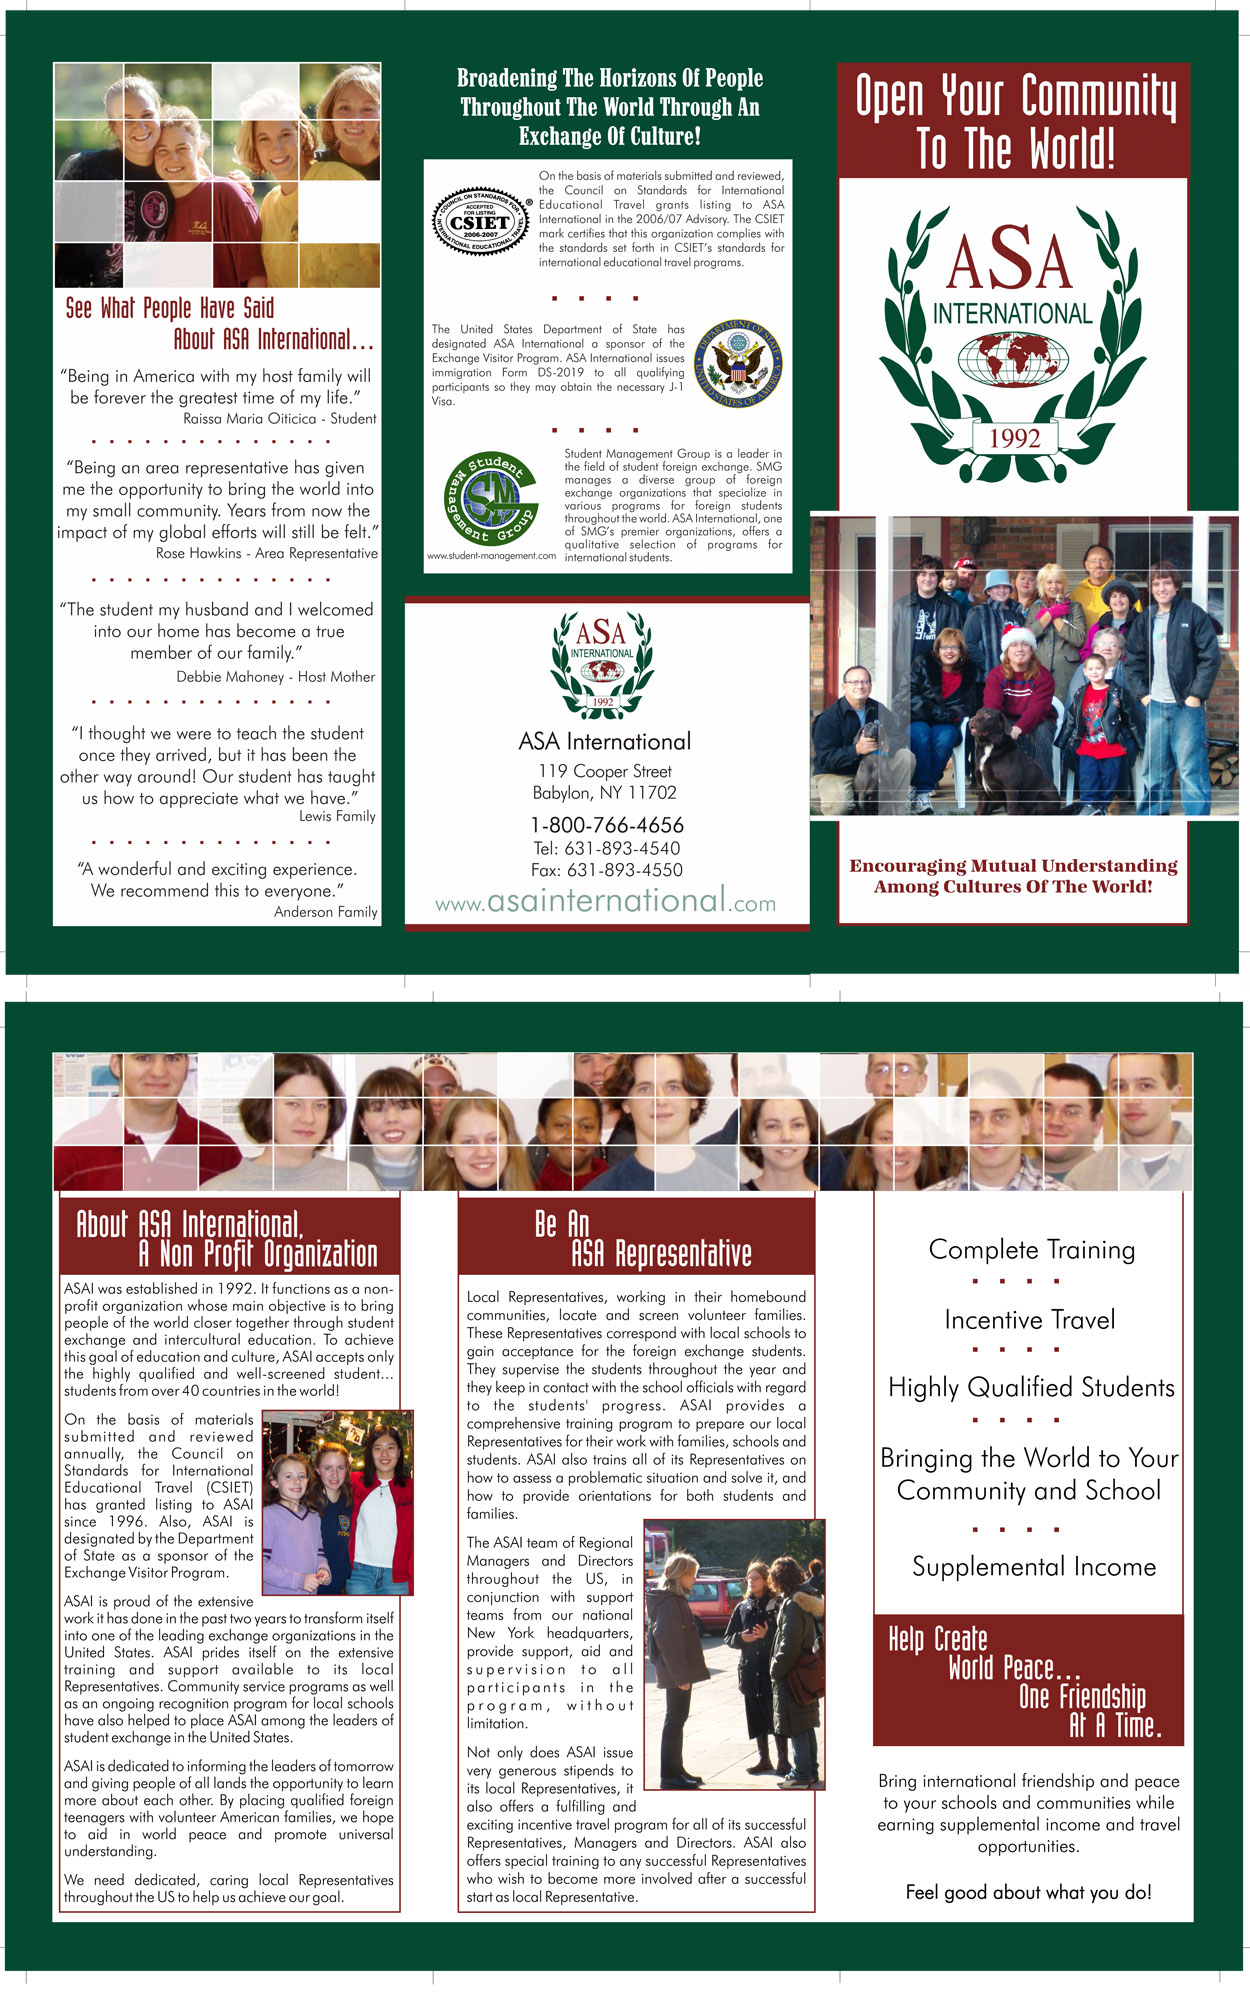 See What People Have Said
About ASA International...
“Being in America with my host family will
be forever the greatest time of my life.”
Raissa Maria Oiticica - Student
“Being an area representative has given
me the opportunity to bring the world into
my small community. Years from now the
impact of my global efforts will still be felt.”
Rose Hawkins - Area Representative
“The student my husband and I welcomed
into our home has become a true
member of our family.”
Debbie Mahoney - Host Mother
“I thought we were to teach the student
once they arrived, but it has been the
other way around! Our student has taught
us how to appreciate what we have.”
Lewis Family
“A wonderful and exciting experience.
We recommend this to everyone.”
Anderson Family
Broadening The Horizons Of People
Throughout The World Through An
Exchange Of Culture!
COUNCIL ON STANDARDS FOR
INTERNATIONAL EDUCATIONAL TRAVEL
ACCEPTED
FOR LISTING
CSIET
2006-2007
®
On the basis of materials submitted and reviewed,
the Council on Standards for International
Educational Travel grants listing to ASA
International in the 2006/07 Advisory. The CSIET
mark certifies that this organization complies with
the standards set forth in CSIET's standards for
international educational travel programs.
The United States Department of State has
designated ASA International a sponsor of the
Exchange Visitor Program. ASA International issues
immigration Form DS-2019 to all qualifying
participants so they may obtain the necessary J-1
Visa.
DEPARTMENT OF STATE
UNITED STATES OF AMERICA
Student
Management Group
SMG
www.student-management.com
Student Management Group is a leader in
the field of student foreign exchange. SMG
manages a diverse group of foreign
exchange organizations that specialize in
various programs for foreign students
throughout the world. ASA International, one
of SMG's premier organizations, offers a
qualitative selection of programs for
international students.
ASA
INTERNATIONAL
1992
ASA International
119 Cooper Street
Babylon, NY 11702
1-800-766-4656
Tel: 631-893-4540
Fax: 631-893-4550
www.asainternational.com
Open Your Community
To The World!
ASA
INTERNATIONAL
1992
Encouraging Mutual Understanding
Among Cultures Of The World!
About ASA International,
A Non Profit Organization
ASAI was established in 1992. It functions as a non-
profit organization whose main objective is to bring
people of the world closer together through student
exchange and intercultural education. To achieve
this goal of education and culture, ASAI accepts only
the highly qualified and well-screened student...
students from over 40 countries in the world!
On the basis of materials
submitted and reviewed
annually, the Council on
Standards for International
Educational Travel (CSIET)
has granted listing to ASAI
since 1996. Also, ASAI is
designated by the Department
of State as a sponsor of the
Exchange Visitor Program.
ASAI is proud of the extensive
work it has done in the past two years to transform itself
into one of the leading exchange organizations in the
United States. ASAI prides itself on the extensive
training and support available to its local
Representatives. Community service programs as well
as an ongoing recognition program for local schools
have also helped to place ASAI among the leaders of
student exchange in the United States.
ASAI is dedicated to informing the leaders of tomorrow
and giving people of all lands the opportunity to learn
more about each other. By placing qualified foreign
teenagers with volunteer American families, we hope
to aid in world peace and promote universal
understanding.
We need dedicated, caring local Representatives
throughout the US to help us achieve our goal.
Be An
ASA Representative
Local Representatives, working in their homebound
communities, locate and screen volunteer families.
These Representatives correspond with local schools to
gain acceptance for the foreign exchange students.
They supervise the students throughout the year and
they keep in contact with the school officials with regard
to the students' progress. ASAI provides a
comprehensive training program to prepare our local
Representatives for their work with families, schools and
students. ASAI also trains all of its Representatives on
how to assess a problematic situation and solve it, and
how to provide orientations for both students and
families.
The ASAI team of Regional
Managers and Directors
throughout the US, in
conjunction with support
teams from our national
New York headquarters,
provide support, aid and
supervision to all
participants in the
program, without
limitation.
Not only does ASAI issue
very generous stipends to
its local Representatives, it
also offers a fulfilling and
exciting incentive travel program for all of its successful
Representatives, Managers and Directors. ASAI also
offers special training to any successful Representatives
who wish to become more involved after a successful
start as local Representative.
Complete Training
Incentive Travel
Highly Qualified Students
Bringing the World to Your
Community and School
Supplemental Income
Help Create
World Peace...
One Friendship
At A Time.
Bring international friendship and peace
to your schools and communities while
earning supplemental income and travel
opportunities.
Feel good about what you do!